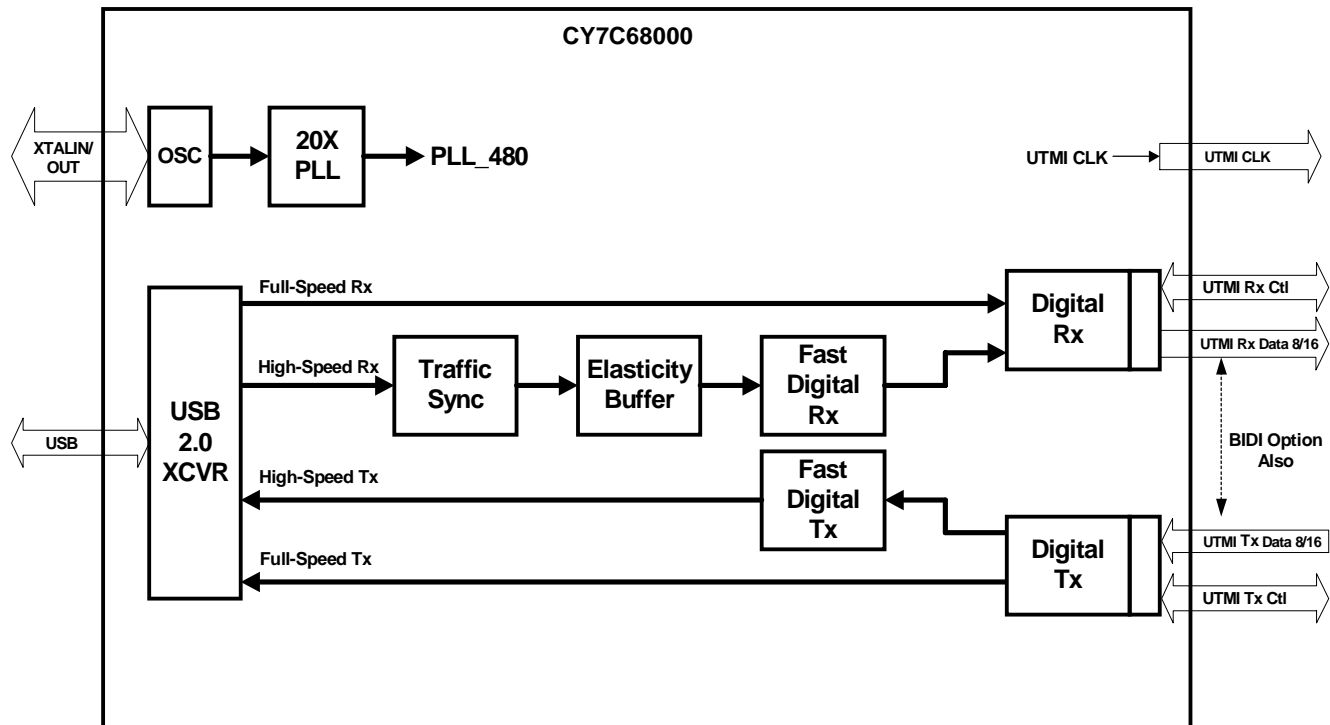 CY7C68000
XTALIN/
OUT
OSC
20X
PLL
PLL_480
UTMI CLK
UTMI CLK
Full-Speed Rx
High-Speed Rx
High-Speed Tx
Full-Speed Tx
USB
USB
2.0
XCVR
Traffic
Sync
Elasticity
Buffer
Fast
Digital
Rx
Fast
Digital
Tx
Digital
Rx
Digital
Tx
UTMI Rx Ctl
UTMI Rx Data 8/16
BIDI Option
Also
UTMI Tx Data 8/16
UTMI Tx Ctl